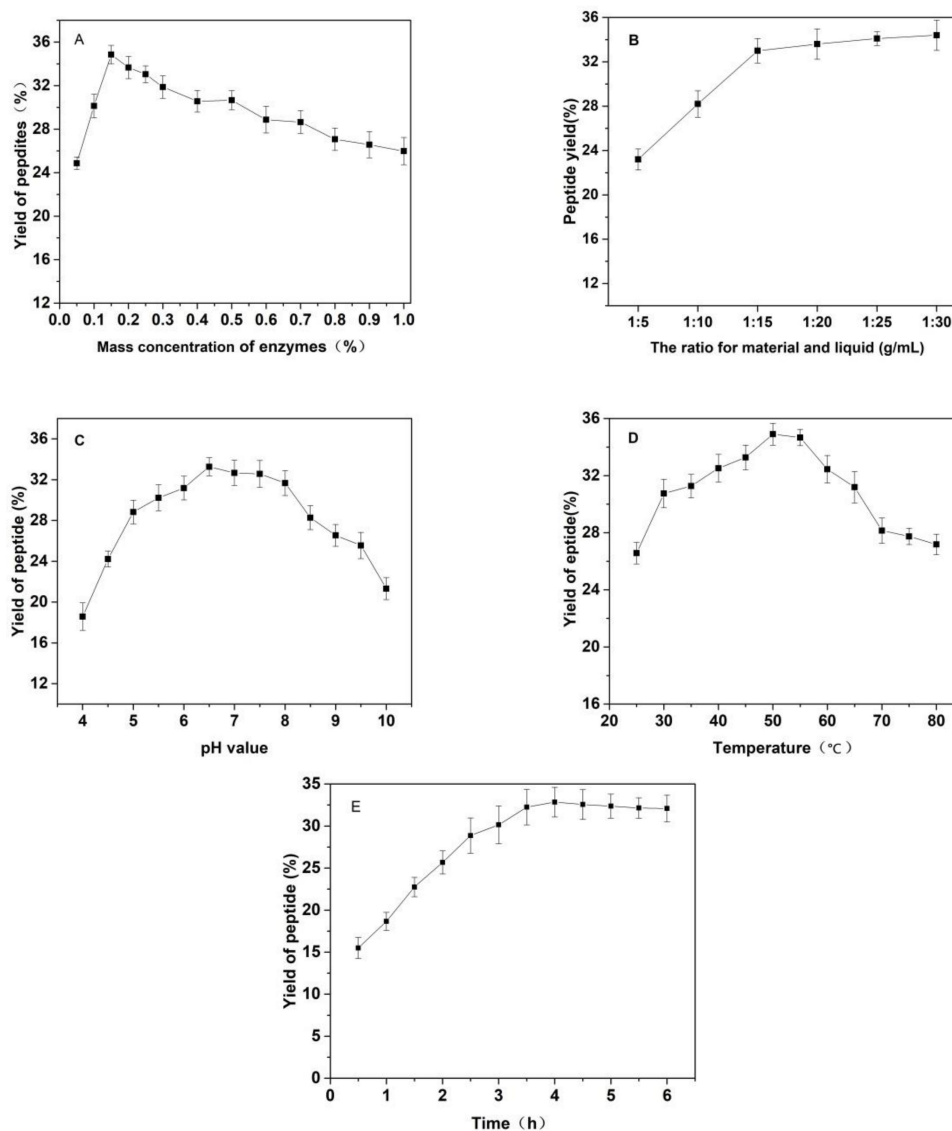 A
36
32
28
24
20
16
12
Yield of pepdites（%）
0.0 0.1 0.2 0.3 0.4 0.5 0.6 0.7 0.8 0.9 1.0
Mass concentration of enzymes（%）
B
36
32
28
24
20
16
12
Peptide yield(%)
1:5 1:10 1:15 1:20 1:25 1:30
The ratio for material and liquid (g/mL)
C
36
32
28
24
20
16
12
Yield of peptide (%)
4 5 6 7 8 9 10
pH value
D
36
32
28
24
20
16
Yield of eptide(%)
20 30 40 50 60 70 80
Temperature（℃）
E
35
30
25
20
15
10
5
0
Yield of peptide (%)
0 1 2 3 4 5 6
Time（h）